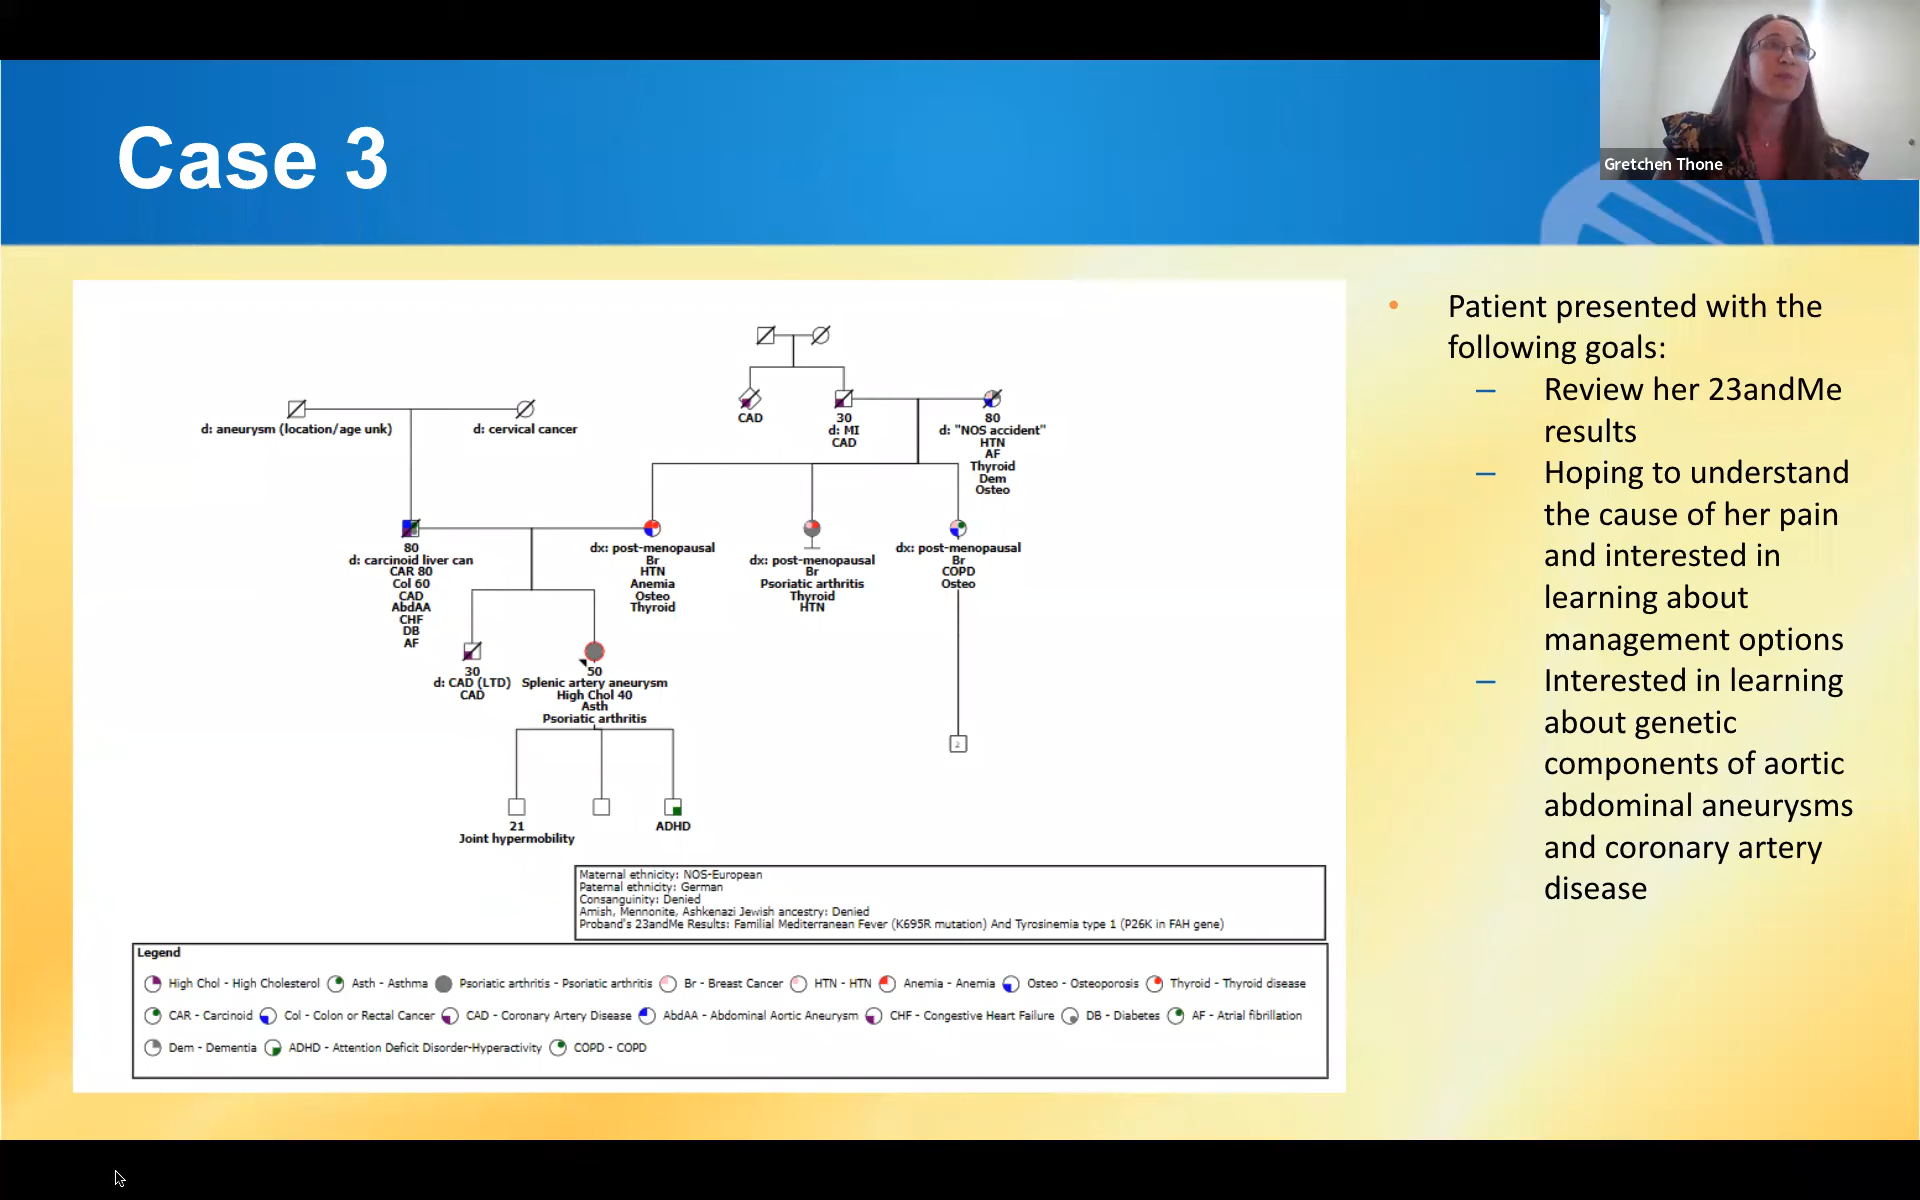 Gretchen Thone
Case 3
CAD
30
d: MI
CAD
80
d: "NOS accident"
HTN
AF
Thyroid
Dem
Osteo
d: aneurysm (location/age unk)
d: cervical cancer
80
d: carcinoid liver can
CAR 80
Col 60
CAD
AbdAA
CHF
DB
AF
dx: post-menopausal
Br
HTN
Anemia
Osteo
Thyroid
dx: post-menopausal
Br
Psoriatic arthritis
Thyroid
HTN
dx: post-menopausal
Br
COPD
Osteo
30
d: CAD (LTD)
CAD
50
Splenic artery aneurysm
High Chol 40
Asth
Psoriatic arthritis
2
21
Joint hypermobility
ADHD
Maternal ethnicity: NOS-European
Paternal ethnicity: German
Consanguinity: Denied
Amish, Mennonite, Ashkenazi Jewish ancestry: Denied
Proband's 23andMe Results: Familial Mediterranean Fever (K695R mutation) And Tyrosinemia type 1 (P26K in FAH gene)
Legend
High Chol - High Cholesterol Asth - Asthma Psoriatic arthritis - Psoriatic arthritis Br - Breast Cancer HTN - HTN Anemia - Anemia Osteo - Osteoporosis Thyroid - Thyroid disease
CAR - Carcinoid Col - Colon or Rectal Cancer CAD - Coronary Artery Disease AbdAA - Abdominal Aortic Aneurysm CHF - Congestive Heart Failure DB - Diabetes AF - Atrial fibrillation
Dem - Dementia ADHD - Attention Deficit Disorder-Hyperactivity COPD - COPD
• Patient presented with the
following goals:
– Review her 23andMe
results
– Hoping to understand
the cause of her pain
and interested in
learning about
management options
– Interested in learning
about genetic
components of aortic
abdominal aneurysms
and coronary artery
disease